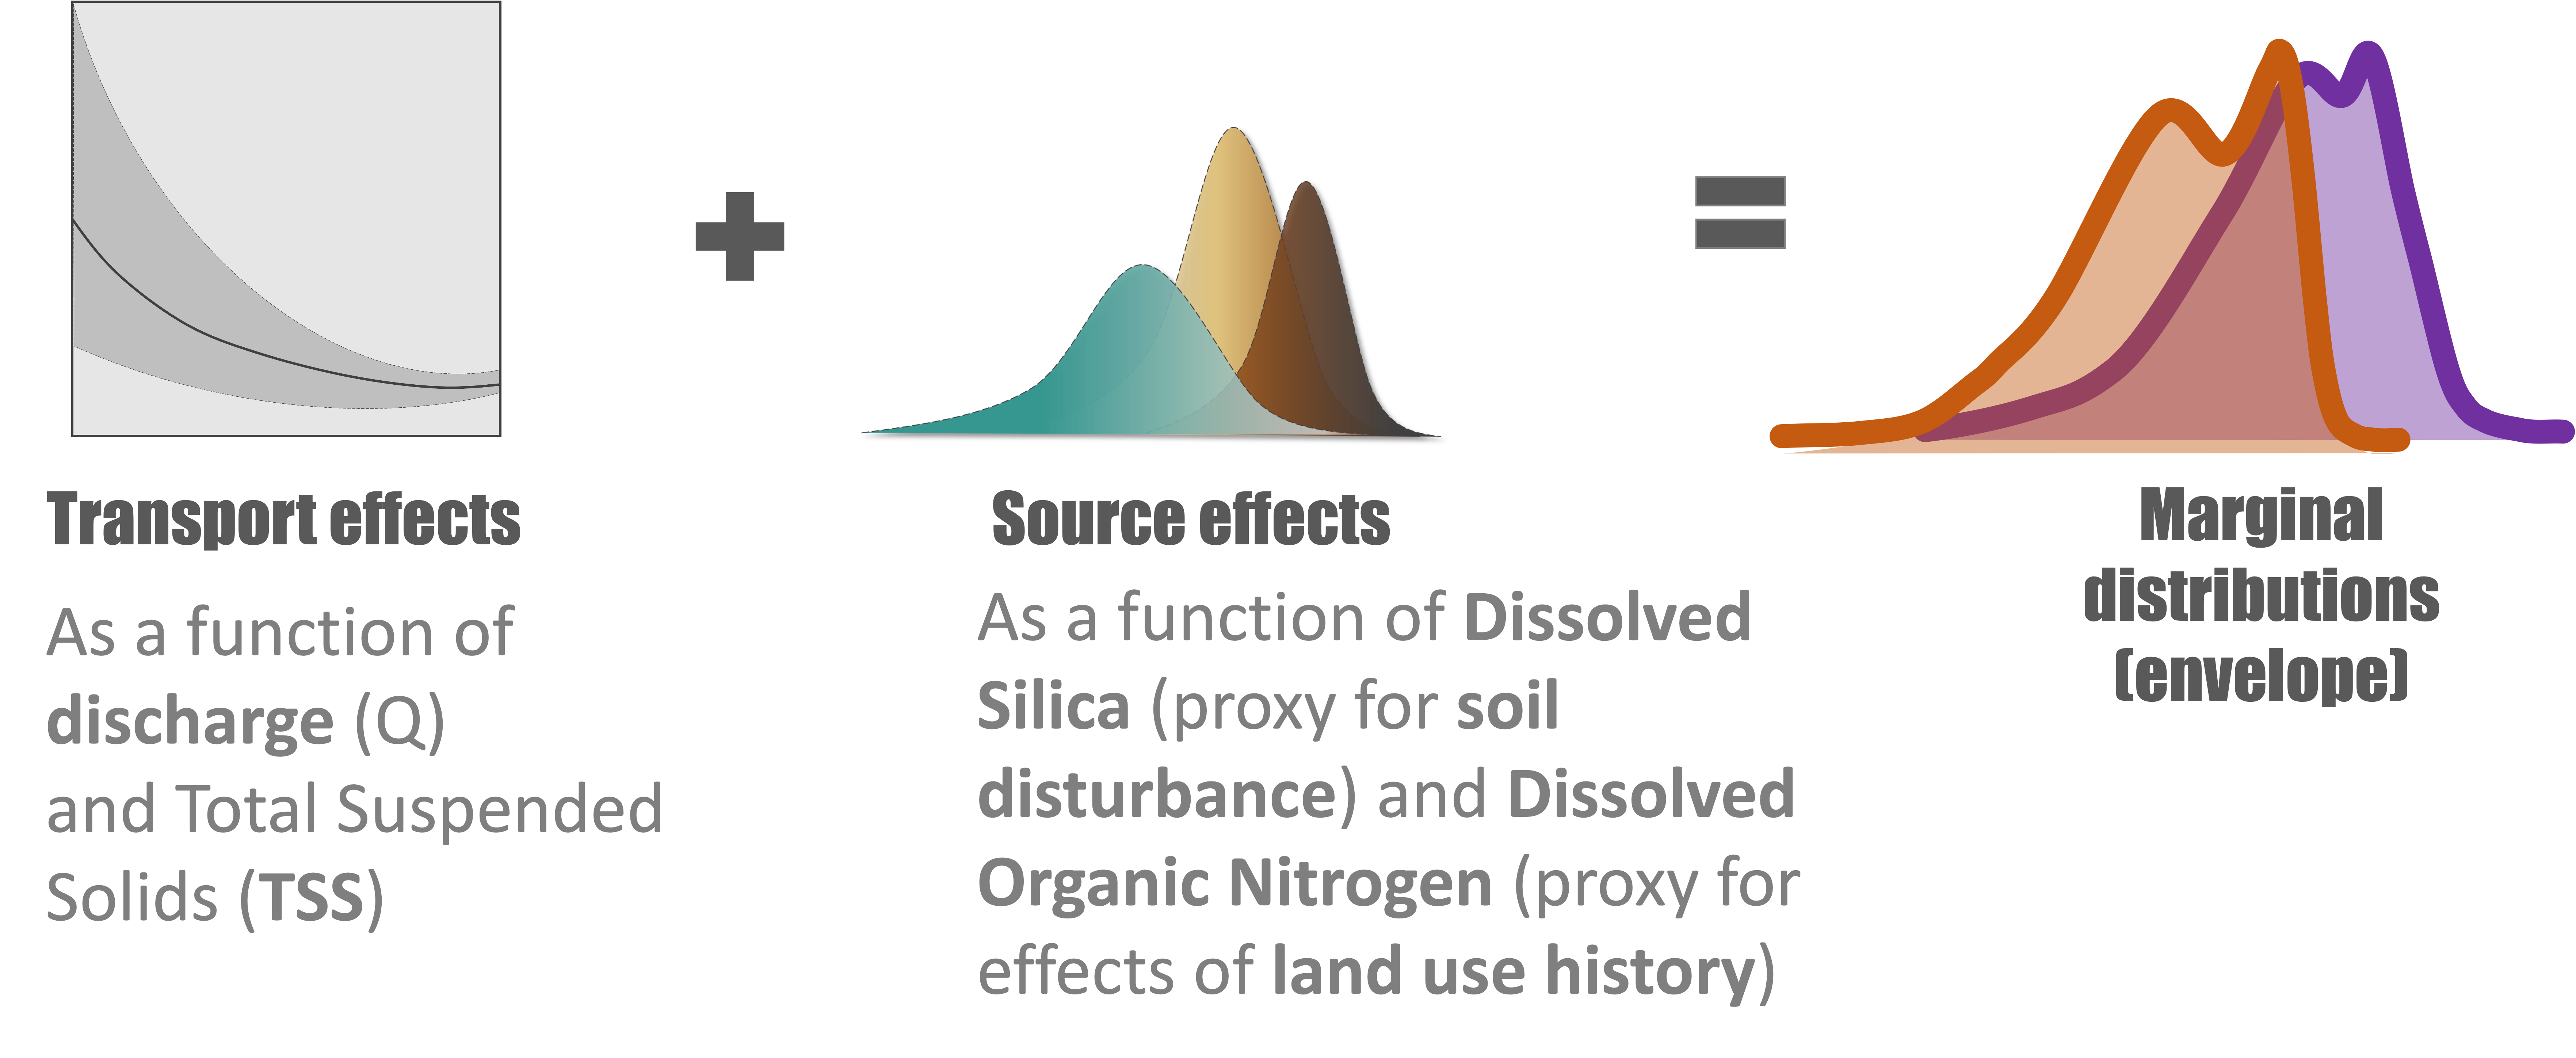 Transport effects
As a function of
discharge (Q)
and Total Suspended
Solids (TSS)
Source effects
As a function of Dissolved
Silica (proxy for soil
disturbance) and Dissolved
Organic Nitrogen (proxy for
effects of land use history)
Marginal
distributions
(envelope)